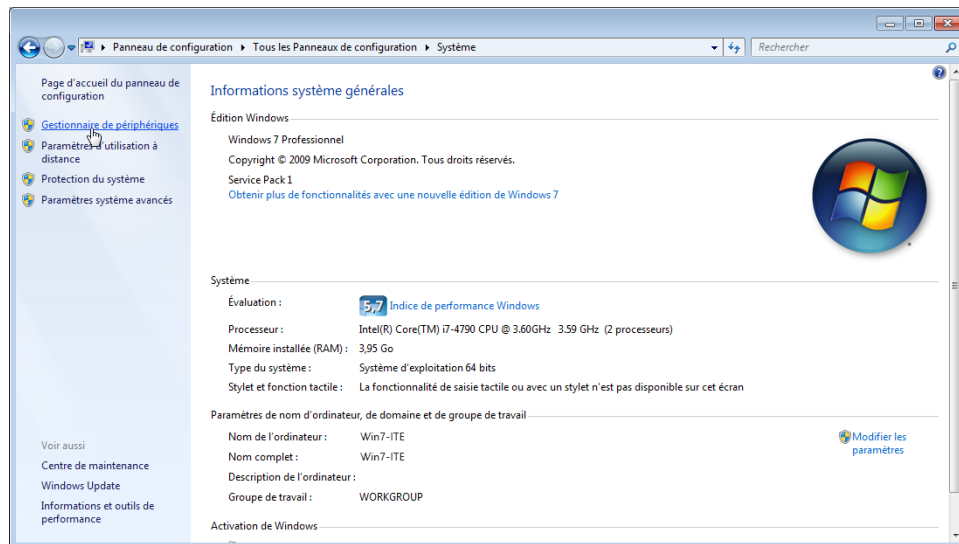 Panneau de configuration ▸ Tous les Panneaux de configuration ▸ Système
Rechercher
Page d'accueil du panneau de
configuration
Gestionnaire de périphériques
Paramètres d'utilisation à
distance
Protection du système
Paramètres système avancés
Voir aussi
Centre de maintenance
Windows Update
Informations et outils de
performance
Informations système générales
Édition Windows
Windows 7 Professionnel
Copyright © 2009 Microsoft Corporation. Tous droits réservés.
Service Pack 1
Obtenir plus de fonctionnalités avec une nouvelle édition de Windows 7
Système
Évaluation :
5,7 Indice de performance Windows
Processeur : Intel(R) Core(TM) i7-4790 CPU @ 3.60GHz 3.59 GHz (2 processeurs)
Mémoire installée (RAM) : 3,95 Go
Type du système : Système d'exploitation 64 bits
Stylet et fonction tactile : La fonctionnalité de saisie tactile ou avec un stylet n'est pas disponible sur cet écran
Paramètres de nom d'ordinateur, de domaine et de groupe de travail
Nom de l'ordinateur : Win7-ITE
Modifier les
paramètres
Nom complet : Win7-ITE
Description de l'ordinateur :
Groupe de travail : WORKGROUP
Activation de Windows